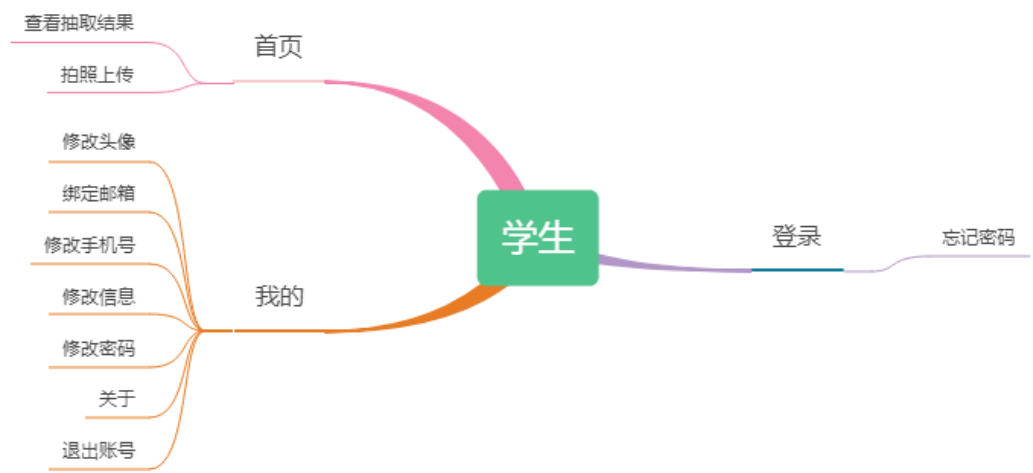 查看抽取结果
首页
拍照上传
修改头像
绑定邮箱
修改手机号
修改信息
我的
修改密码
关于
退出账号
学生
登录
忘记密码